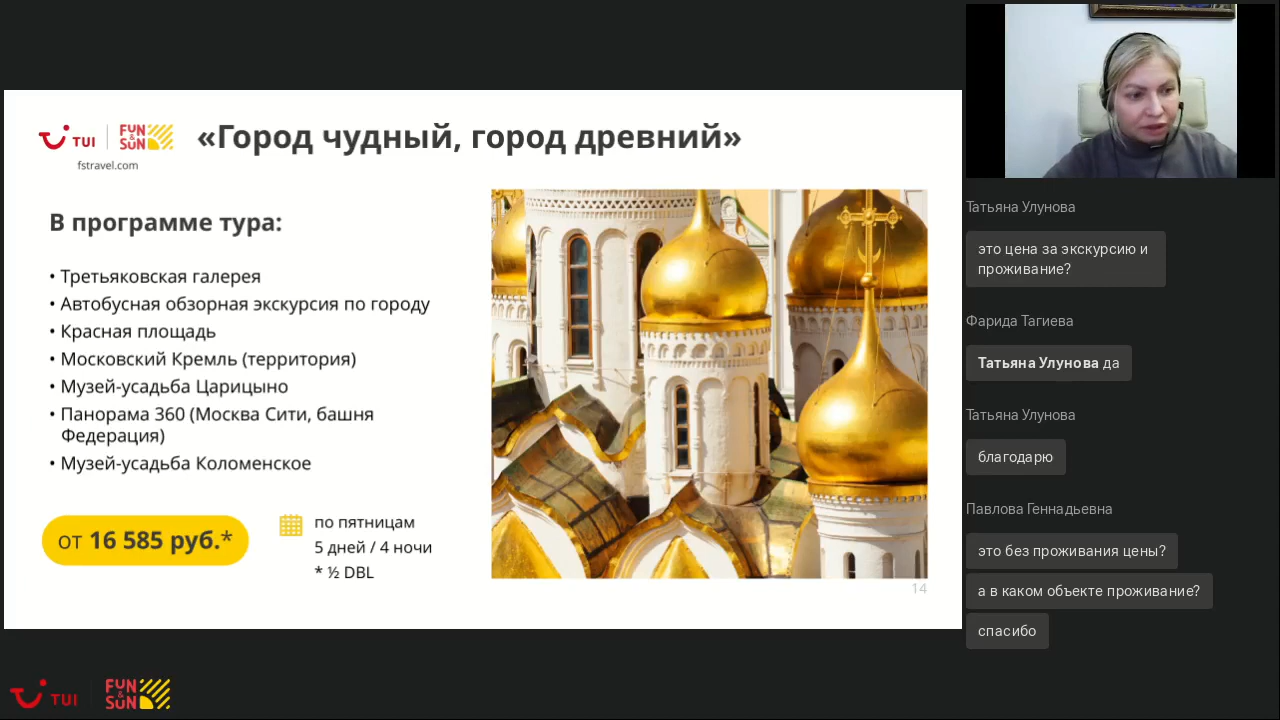 TUI
FUN
&
SUN
fstravel.com
«Город чудный, город древний»
В программе тура:
• Третьяковская галерея
• Автобусная обзорная экскурсия по городу
• Красная площадь
• Московский Кремль (территория)
• Музей-усадьба Царицыно
• Панорама 360 (Москва Сити, башня
Федерация)
• Музей-усадьба Коломенское
от 16 585 руб.*
по пятницам
5 дней / 4 ночи
* ½ DBL
14
TUI
FUN
&
SUN
Татьяна Улунова
это цена за экскурсию и
проживание?
Фарида Тагиева
Татьяна Улунова да
Татьяна Улунова
благодарю
Павлова Геннадьевна
это без проживания цены?
а в каком объекте проживание?
спасибо